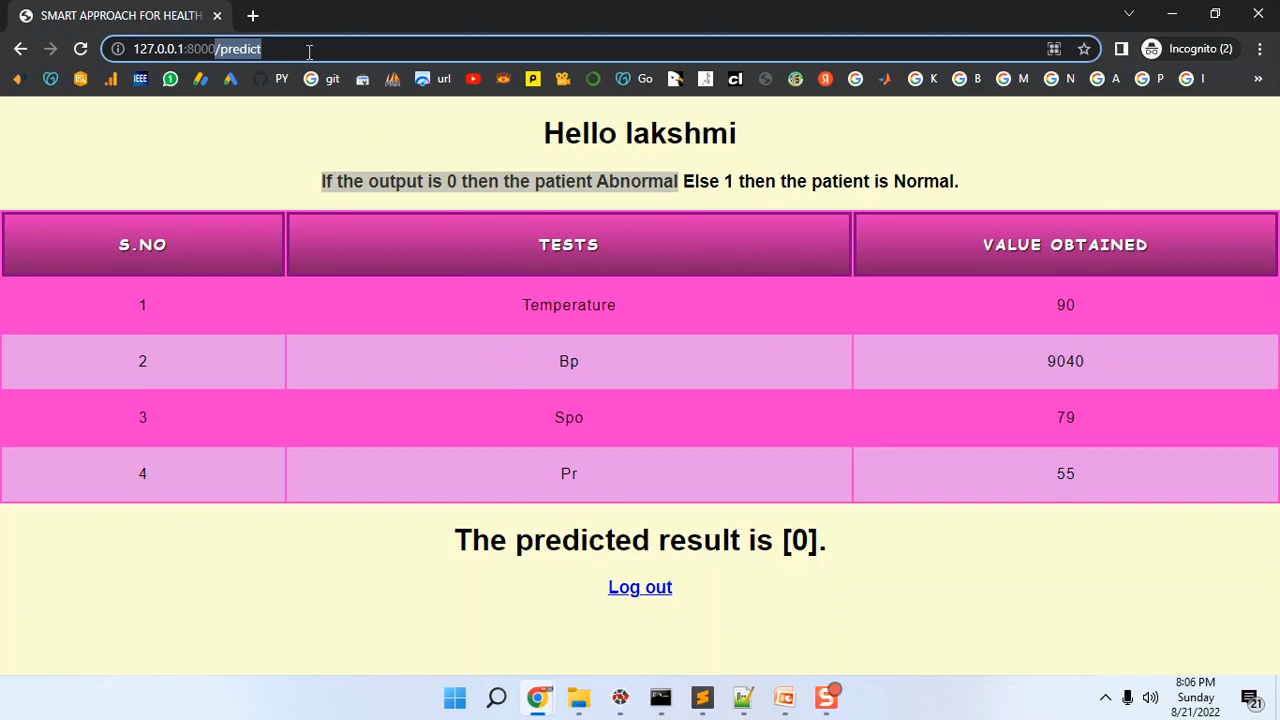 SMART APPROACH FOR HEALTH
127.0.0.1:8000/predict
Incognito (2)
IEEE PY git url Go K B M N A P I
Hello lakshmi
If the output is 0 then the patient Abnormal Else 1 then the patient is Normal.
S.NO TESTS VALUE OBTAINED
1 Temperature 90
2 Bp 9040
3 Spo 79
4 Pr 55
The predicted result is [0].
Log out
8:06 PM
Sunday
8/21/2022
21